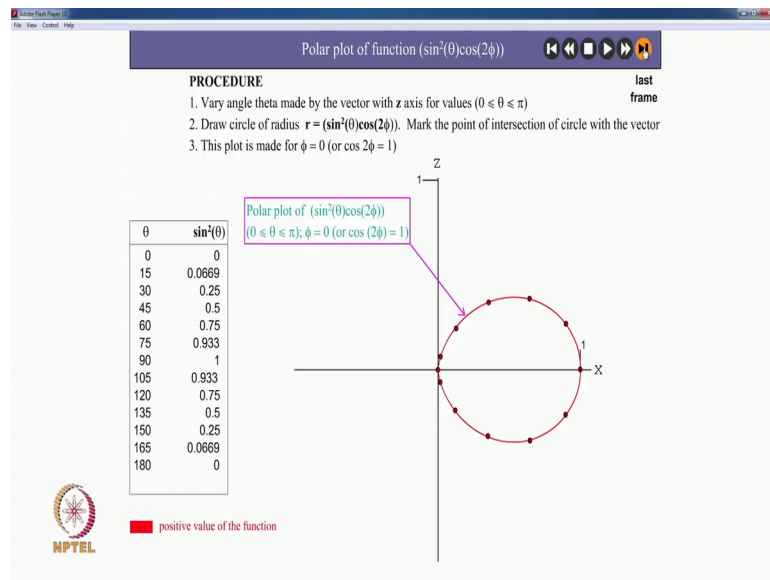 Adobe Flash Player 10
File View Control Help
Polar plot of function (sin²(θ)cos(2ϕ))
last
frame
PROCEDURE
1. Vary angle theta made by the vector with z axis for values (0 ⩽ θ ⩽ π)
2. Draw circle of radius r = (sin²(θ)cos(2ϕ)). Mark the point of intersection of circle with the vector
3. This plot is made for ϕ = 0 (or cos 2ϕ = 1)
Z
1
Polar plot of (sin²(θ)cos(2ϕ))
(0 ⩽ θ ⩽ π); ϕ = 0 (or cos (2ϕ) = 1)
θ sin²(θ)
0 0
15 0.0669
30 0.25
45 0.5
60 0.75
75 0.933
90 1
105 0.933
120 0.75
135 0.5
150 0.25
165 0.0669
180 0
1
X
positive value of the function
NPTEL